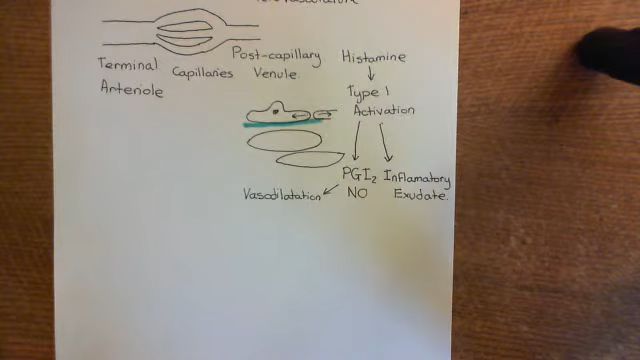 Terminal
Arteriole
Capillaries
Post-capillary
Venule
Histamine
Type 1
Activation
PGI2
NO
Inflamatory
Exudate.
Vasodilatation